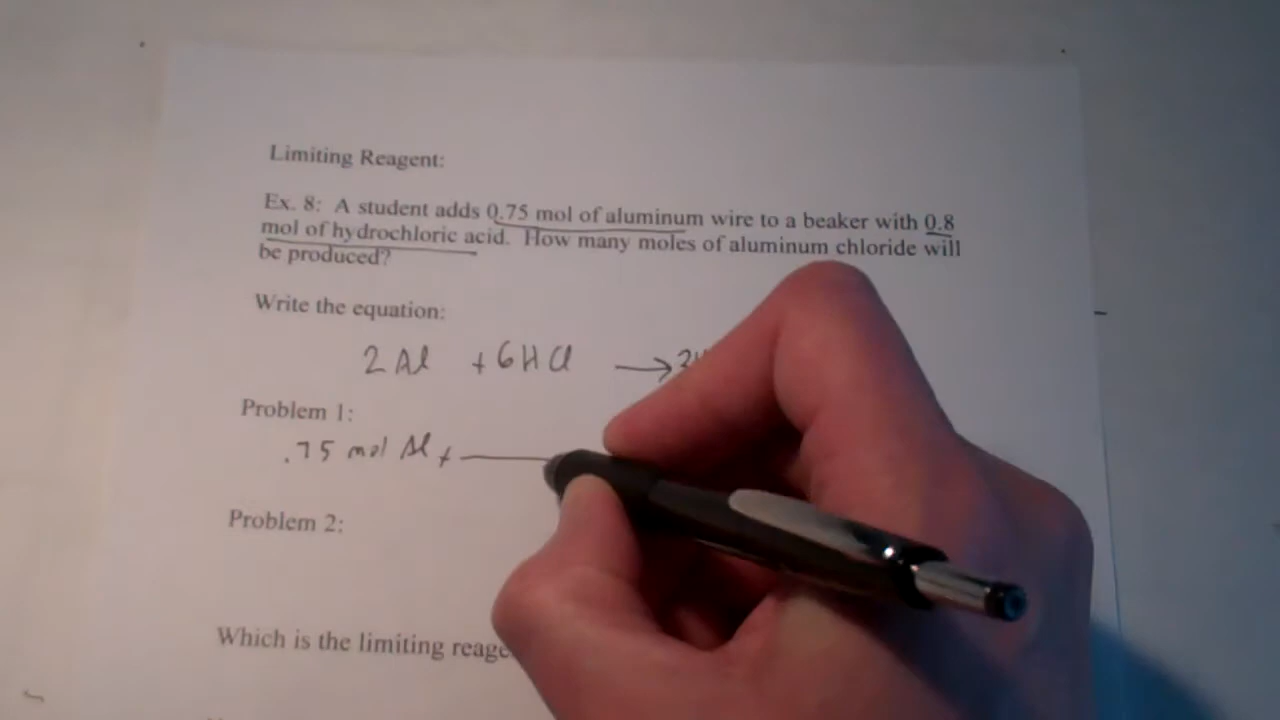 Limiting Reagent:
Ex. 8: A student adds 0.75 mol of aluminum wire to a beaker with 0.8
mol of hydrochloric acid. How many moles of aluminum chloride will
be produced?
Write the equation:
2Al + 6HCl →
Problem 1:
.75 mol Al ×
Problem 2:
Which is the limiting